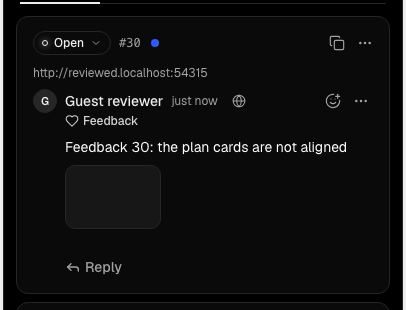 Open #30
http://reviewed.localhost:54315
G Guest reviewer just now
Feedback
Feedback 30: the plan cards are not aligned
Reply